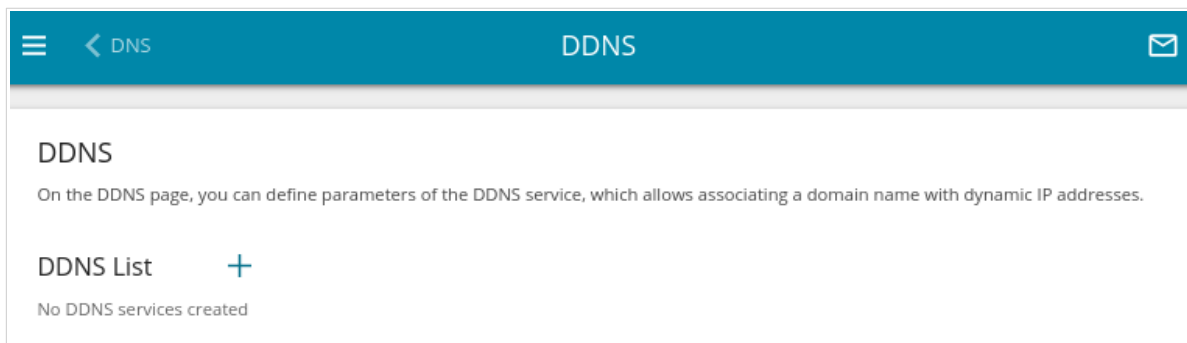 DNS
DDNS
DDNS
On the DDNS page, you can define parameters of the DDNS service, which allows associating a domain name with dynamic IP addresses.
DDNS List
No DDNS services created